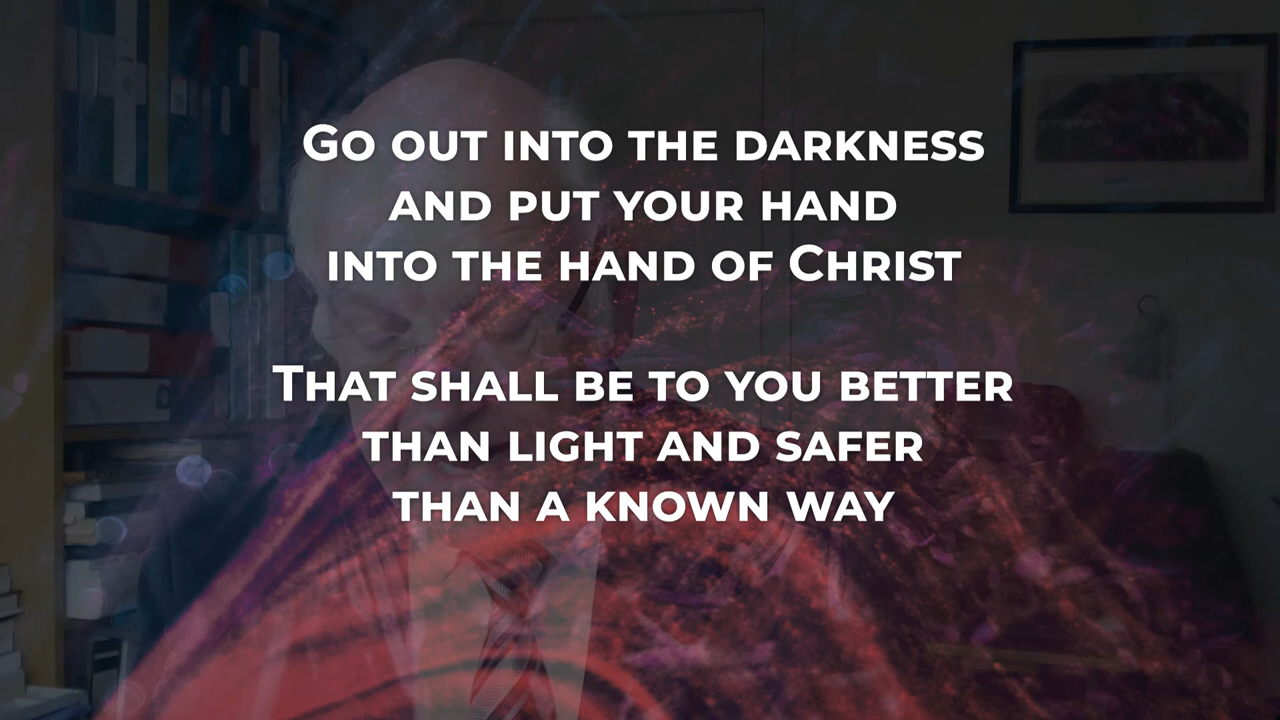 Go out into the darkness
and put your hand
into the hand of Christ
That shall be to you better
than light and safer
than a known way